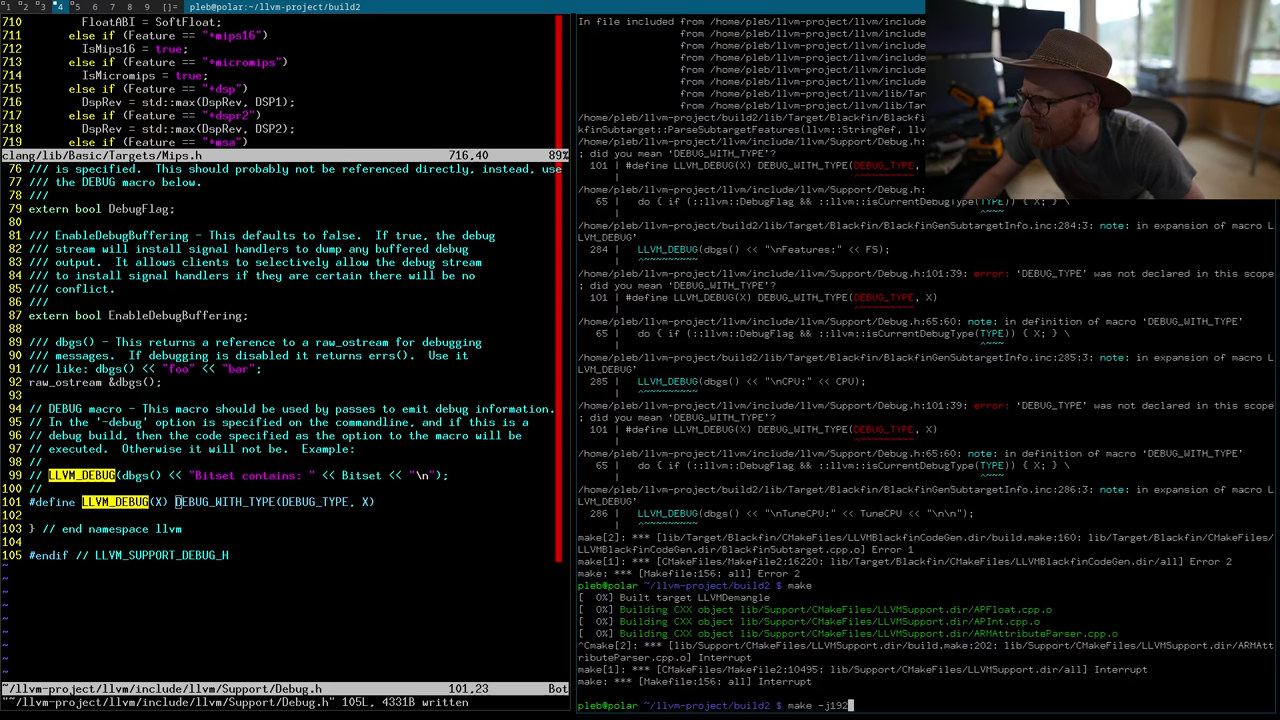 1 2 3 4 5 6 7 8 9 []= pleb@polar:~/llvm-project/build2
710 FloatABI = SoftFloat;
711 else if (Feature == "+mips16")
712 IsMips16 = true;
713 else if (Feature == "+micromips")
714 IsMicromips = true;
715 else if (Feature == "+dsp")
716 DspRev = std::max(DspRev, DSP1);
717 else if (Feature == "+dspr2")
718 DspRev = std::max(DspRev, DSP2);
719 else if (Feature == "+msa")
clang/lib/Basic/Targets/Mips.h 716,40 89%
76 /// is specified.  This should probably not be referenced directly, instead, use
77 /// the DEBUG macro below.
78 ///
79 extern bool DebugFlag;
80
81 /// EnableDebugBuffering - This defaults to false.  If true, the debug
82 /// stream will install signal handlers to dump any buffered debug
83 /// output.  It allows clients to selectively allow the debug stream
84 /// to install signal handlers if they are certain there will be no
85 /// conflict.
86 ///
87 extern bool EnableDebugBuffering;
88
89 /// dbgs() - This returns a reference to a raw_ostream for debugging
90 /// messages.  If debugging is disabled it returns errs().  Use it
91 /// like: dbgs() << "foo" << "bar";
92 raw_ostream &dbgs();
93
94 // DEBUG macro - This macro should be used by passes to emit debug information.
95 // In the '-debug' option is specified on the commandline, and if this is a
96 // debug build, then the code specified as the option to the macro will be
97 // executed.  Otherwise it will not be.  Example:
98 //
99 // LLVM_DEBUG(dbgs() << "Bitset contains: " << Bitset << "\n");
100 //
101 #define LLVM_DEBUG(X) DEBUG_WITH_TYPE(DEBUG_TYPE, X)
102
103 } // end namespace llvm
104
105 #endif // LLVM_SUPPORT_DEBUG_H
~
~
~
~
~
~
~
~
~
~/llvm-project/llvm/include/llvm/Support/Debug.h 101,23 Bot
"~/llvm-project/llvm/include/llvm/Support/Debug.h" 105L, 4331B written
In file included from /home/pleb/llvm-project/llvm/include
from /home/pleb/llvm-project/llvm/include/
from /home/pleb/llvm-project/llvm/include/
from /home/pleb/llvm-project/llvm/include/
from /home/pleb/llvm-project/llvm/include/
from /home/pleb/llvm-project/llvm/include/
from /home/pleb/llvm-project/llvm/lib/Tar
from /home/pleb/llvm-project/llvm/lib/Targ
/home/pleb/llvm-project/build2/lib/Target/Blackfin/Blackfi
kfinSubtarget::ParseSubtargetFeatures(llvm::StringRef, llv
/home/pleb/llvm-project/llvm/include/llvm/Support/Debug.h:
; did you mean 'DEBUG_WITH_TYPE'?
101 | #define LLVM_DEBUG(X) DEBUG_WITH_TYPE(DEBUG_TYPE,
|
/home/pleb/llvm-project/llvm/include/llvm/Support/Debug.h:
65 | do { if (::llvm::DebugFlag && ::llvm::isCurrentDebugType(TYPE)) { X; } \
| ^~~~
/home/pleb/llvm-project/build2/lib/Target/Blackfin/BlackfinGenSubtargetInfo.inc:284:3: note: in expansion of macro 'L
LVM_DEBUG'
284 | LLVM_DEBUG(dbgs() << "\nFeatures:" << FS);
| ^~~~~~~~~~
/home/pleb/llvm-project/llvm/include/llvm/Support/Debug.h:101:39: error: 'DEBUG_TYPE' was not declared in this scope
; did you mean 'DEBUG_WITH_TYPE'?
101 | #define LLVM_DEBUG(X) DEBUG_WITH_TYPE(DEBUG_TYPE, X)
|
/home/pleb/llvm-project/llvm/include/llvm/Support/Debug.h:65:60: note: in definition of macro 'DEBUG_WITH_TYPE'
65 | do { if (::llvm::DebugFlag && ::llvm::isCurrentDebugType(TYPE)) { X; } \
| ^~~~
/home/pleb/llvm-project/build2/lib/Target/Blackfin/BlackfinGenSubtargetInfo.inc:285:3: note: in expansion of macro 'L
LVM_DEBUG'
285 | LLVM_DEBUG(dbgs() << "\nCPU:" << CPU);
| ^~~~~~~~~~
/home/pleb/llvm-project/llvm/include/llvm/Support/Debug.h:101:39: error: 'DEBUG_TYPE' was not declared in this scope
; did you mean 'DEBUG_WITH_TYPE'?
101 | #define LLVM_DEBUG(X) DEBUG_WITH_TYPE(DEBUG_TYPE, X)
|
/home/pleb/llvm-project/llvm/include/llvm/Support/Debug.h:65:60: note: in definition of macro 'DEBUG_WITH_TYPE'
65 | do { if (::llvm::DebugFlag && ::llvm::isCurrentDebugType(TYPE)) { X; } \
| ^~~~
/home/pleb/llvm-project/build2/lib/Target/Blackfin/BlackfinGenSubtargetInfo.inc:286:3: note: in expansion of macro 'L
LVM_DEBUG'
286 | LLVM_DEBUG(dbgs() << "\nTuneCPU:" << TuneCPU << "\n\n");
| ^~~~~~~~~~
make[2]: *** [lib/Target/Blackfin/CMakeFiles/LLVMBlackfinCodeGen.dir/build.make:160: lib/Target/Blackfin/CMakeFiles/
LLVMBlackfinCodeGen.dir/BlackfinSubtarget.cpp.o] Error 1
make[1]: *** [CMakeFiles/Makefile2:16220: lib/Target/Blackfin/CMakeFiles/LLVMBlackfinCodeGen.dir/all] Error 2
make: *** [Makefile:156: all] Error 2
pleb@polar ~/llvm-project/build2 $ make
[  0%] Built target LLVMDemangle
[  0%] Building CXX object lib/Support/CMakeFiles/LLVMSupport.dir/APFloat.cpp.o
[  0%] Building CXX object lib/Support/CMakeFiles/LLVMSupport.dir/APInt.cpp.o
[  0%] Building CXX object lib/Support/CMakeFiles/LLVMSupport.dir/ARMAttributeParser.cpp.o
^Cmake[2]: *** [lib/Support/CMakeFiles/LLVMSupport.dir/build.make:202: lib/Support/CMakeFiles/LLVMSupport.dir/ARMAtt
ributeParser.cpp.o] Interrupt
make[1]: *** [CMakeFiles/Makefile2:10495: lib/Support/CMakeFiles/LLVMSupport.dir/all] Interrupt
make: *** [Makefile:156: all] Interrupt
pleb@polar ~/llvm-project/build2 $ make -j192